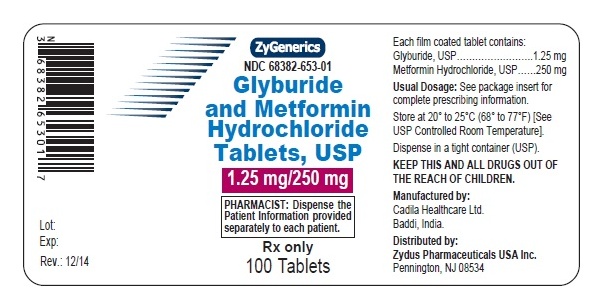 N
3
68382 65301
7
Lot:
Exp:
Rev.: 12/14
ZyGenerics
NDC 68382-653-01
Glyburide
and Metformin
Hydrochloride
Tablets, USP
1.25 mg/250 mg
PHARMACIST: Dispense the
Patient Information provided
separately to each patient.
Rx only
100 Tablets
Each film coated tablet contains:
Glyburide, USP.......................1.25 mg
Metformin Hydrochloride, USP......250 mg
Usual Dosage: See package insert for
complete prescribing information.
Store at 20° to 25°C (68° to 77°F) [See
USP Controlled Room Temperature].
Dispense in a tight container (USP).
KEEP THIS AND ALL DRUGS OUT OF
THE REACH OF CHILDREN.
Manufactured by:
Cadila Healthcare Ltd.
Baddi, India.
Distributed by:
Zydus Pharmaceuticals USA Inc.
Pennington, NJ 08534